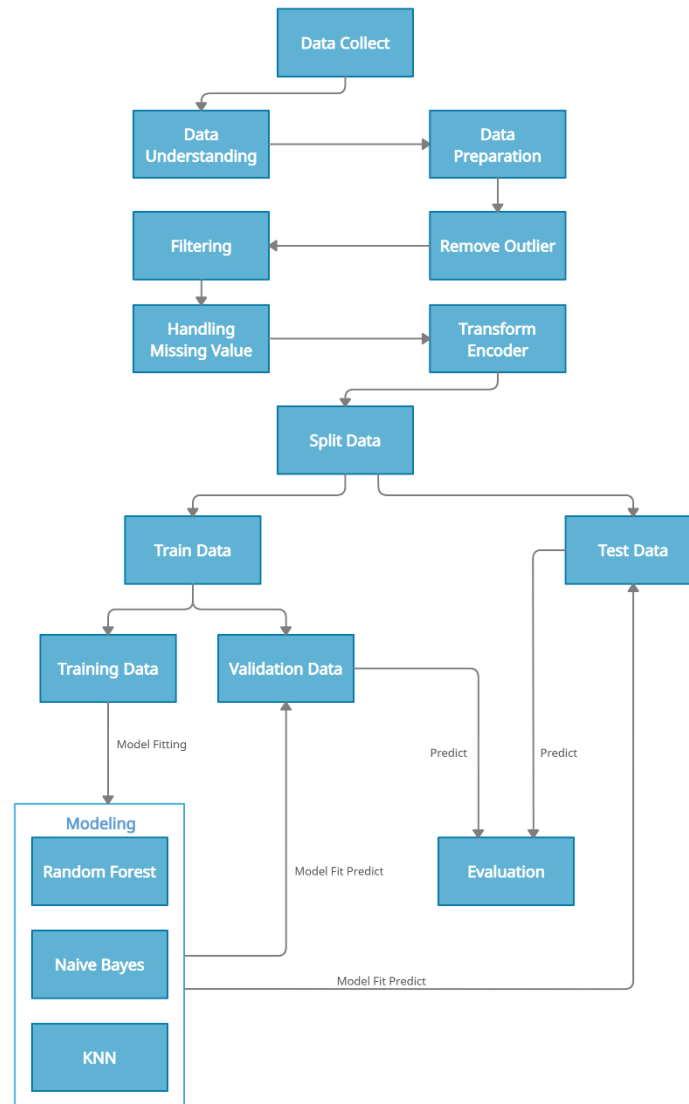 Data Collect
Data
Understanding
Data
Preparation
Filtering
Remove Outlier
Handling
Missing Value
Transform
Encoder
Split Data
Train Data
Test Data
Training Data
Validation Data
Model Fitting
Predict
Predict
Modeling
Random Forest
Model Fit Predict
Evaluation
Naive Bayes
Model Fit Predict
KNN